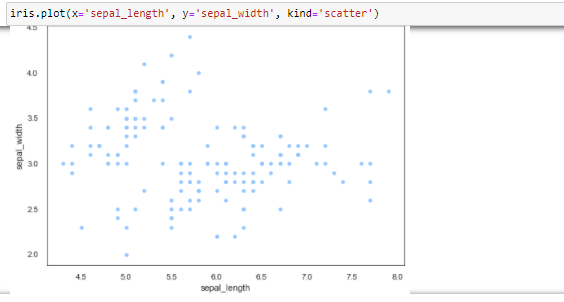 iris.plot(x='sepal_length', y='sepal_width', kind='scatter')
4.5
4.0
3.5
3.0
2.5
2.0
sepal_width
4.5 5.0 5.5 6.0 6.5 7.0 7.5 8.0
sepal_length